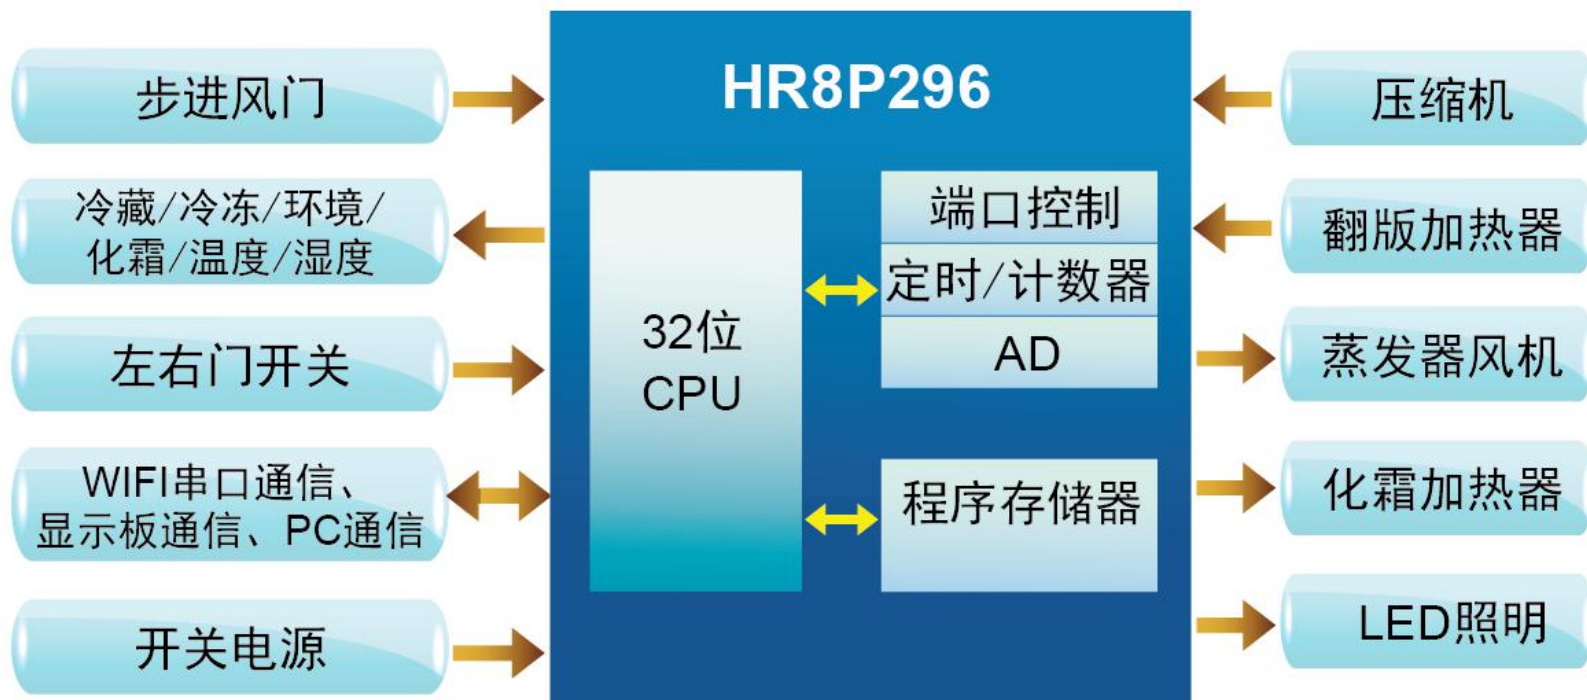 HR8P296
步进风门
冷藏/冷冻/环境/
化霜/温度/湿度
左右门开关
WIFI串口通信、
显示板通信、PC通信
开关电源
32位
CPU
端口控制
定时/计数器
AD
程序存储器
压缩机
翻版加热器
蒸发器风机
化霜加热器
LED照明